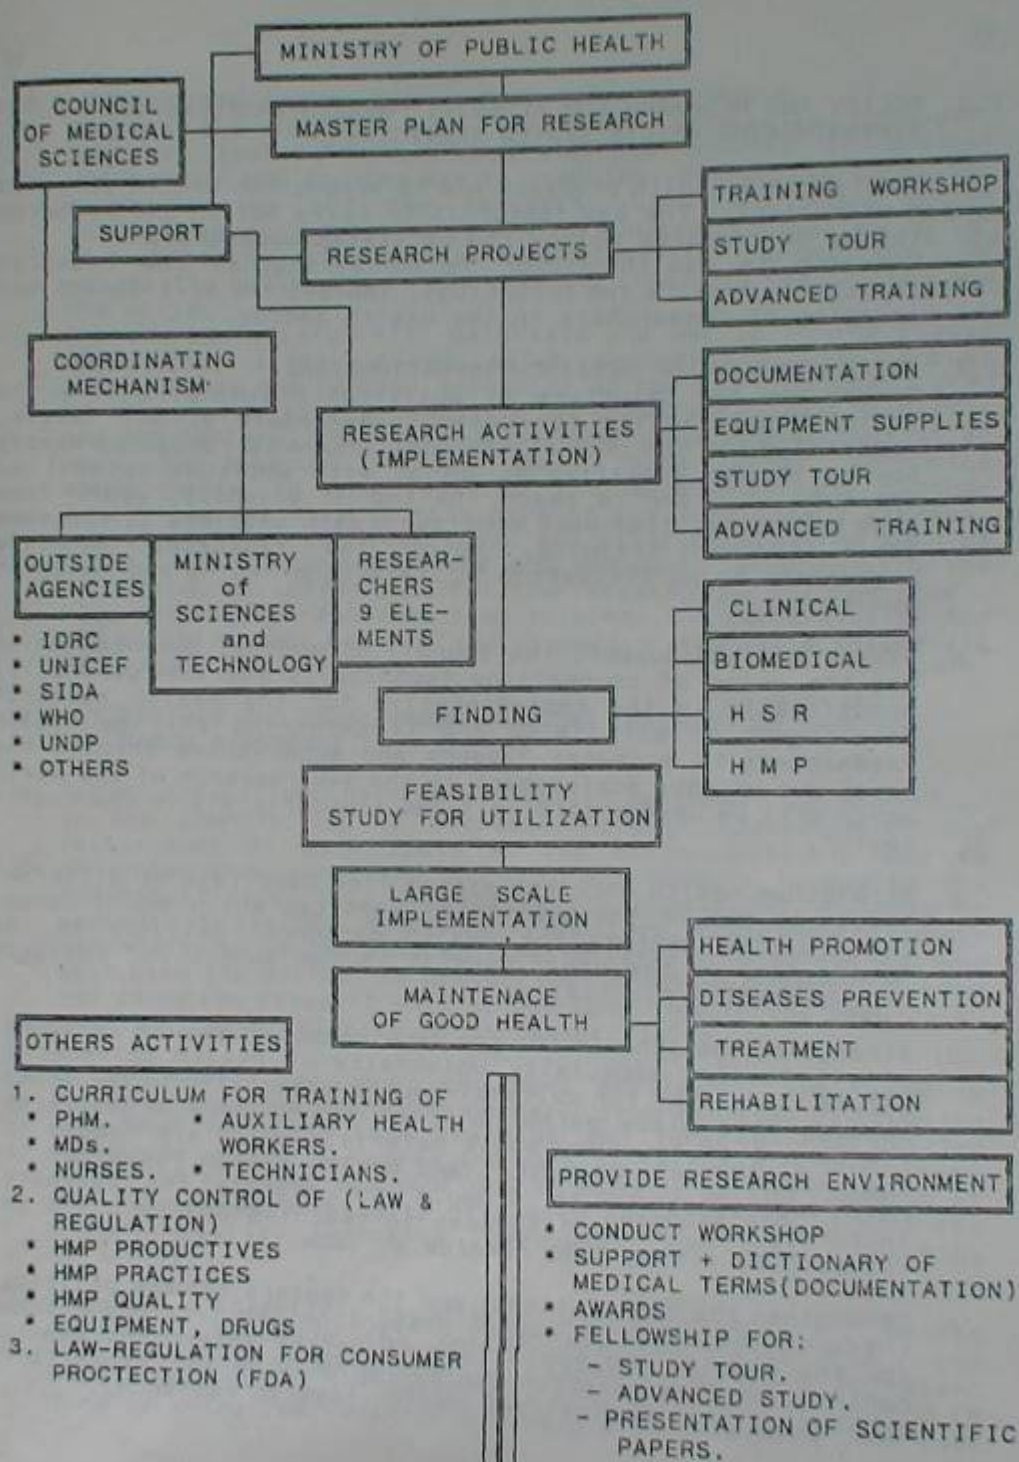 MINISTRY OF PUBLIC HEALTH
COUNCIL
OF MEDICAL
SCIENCES
MASTER PLAN FOR RESEARCH
SUPPORT
RESEARCH PROJECTS
TRAINING WORKSHOP
STUDY TOUR
ADVANCED TRAINING
COORDINATING
MECHANISM
RESEARCH ACTIVITIES
(IMPLEMENTATION)
DOCUMENTATION
EQUIPMENT SUPPLIES
STUDY TOUR
ADVANCED TRAINING
OUTSIDE
AGENCIES
* IDRC
* UNICEF
* SIDA
* WHO
* UNDP
* OTHERS
MINISTRY
of
SCIENCES
and
TECHNOLOGY
RESEAR-
CHERS
9 ELE-
MENTS
FINDING
CLINICAL
BIOMEDICAL
H S R
H M P
FEASIBILITY
STUDY FOR UTILIZATION
LARGE SCALE
IMPLEMENTATION
MAINTENACE
OF GOOD HEALTH
HEALTH PROMOTION
DISEASES PREVENTION
TREATMENT
REHABILITATION
OTHERS ACTIVITIES
1. CURRICULUM FOR TRAINING OF
* PHM. * AUXILIARY HEALTH
* MDs. WORKERS.
* NURSES. * TECHNICIANS.
2. QUALITY CONTROL OF (LAW &
REGULATION)
* HMP PRODUCTIVES
* HMP PRACTICES
* HMP QUALITY
* EQUIPMENT, DRUGS
3. LAW-REGULATION FOR CONSUMER
PROCTECTION (FDA)
PROVIDE RESEARCH ENVIRONMENT
* CONDUCT WORKSHOP
* SUPPORT + DICTIONARY OF
MEDICAL TERMS(DOCUMENTATION)
* AWARDS
* FELLOWSHIP FOR:
- STUDY TOUR.
- ADVANCED STUDY.
- PRESENTATION OF SCIENTIFIC
PAPERS.